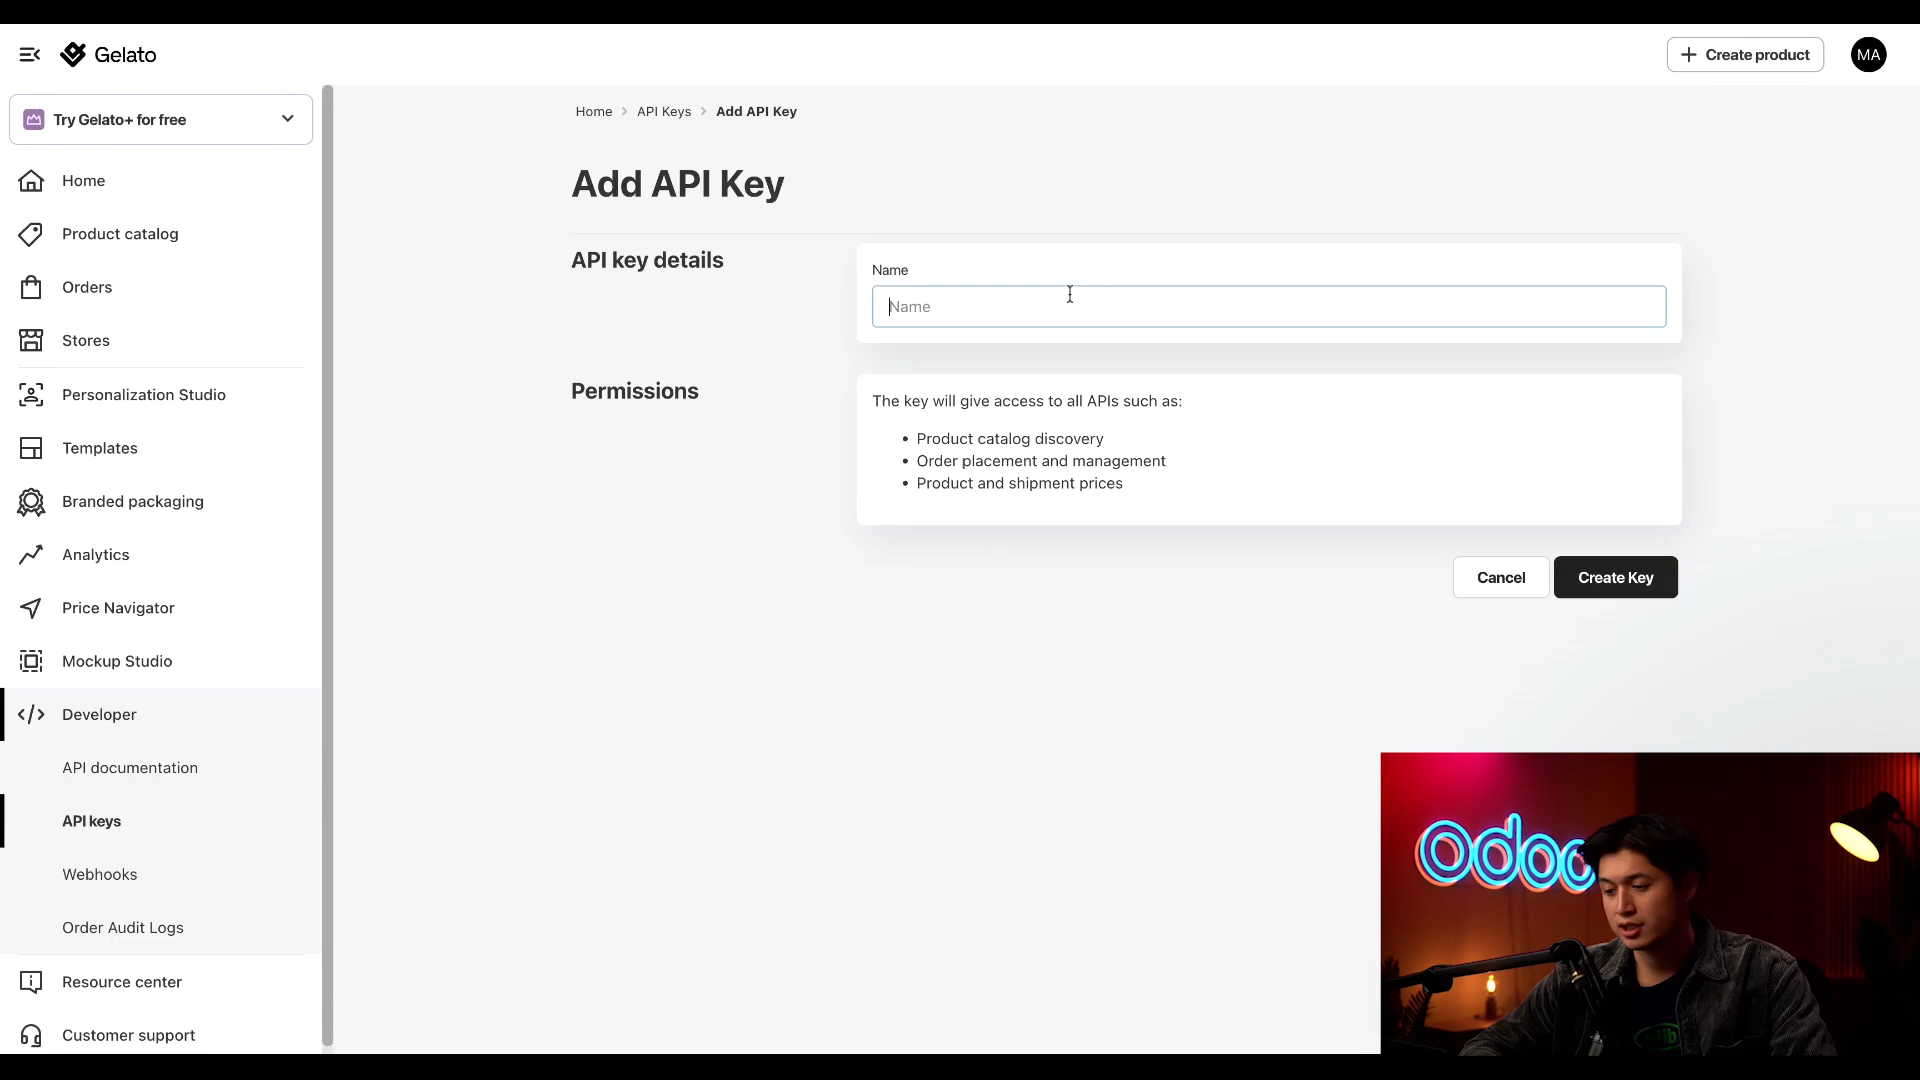 Gelato
Create product
MA
Try Gelato+ for free
Home
Product catalog
Orders
Stores
Personalization Studio
Templates
Branded packaging
Analytics
Price Navigator
Mockup Studio
Developer
API documentation
API keys
Webhooks
Order Audit Logs
Resource center
Customer support
Home > API Keys > Add API Key
Add API Key
API key details
Name
Name
Permissions
The key will give access to all APIs such as:
• Product catalog discovery
• Order placement and management
• Product and shipment prices
Cancel
Create Key
odoo